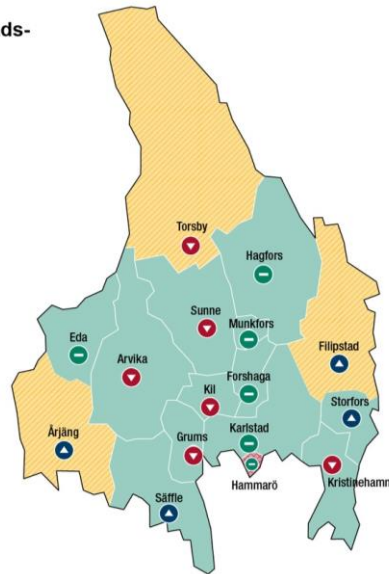 ds-
Torsby
Hagfors
Sunne
Munkfors
Eda
Filipstad
Arvika
Forshaga
Kil
Storfors
Årjäng
Grums
Karlstad
Hammarö
Kristinehamn
Säffle